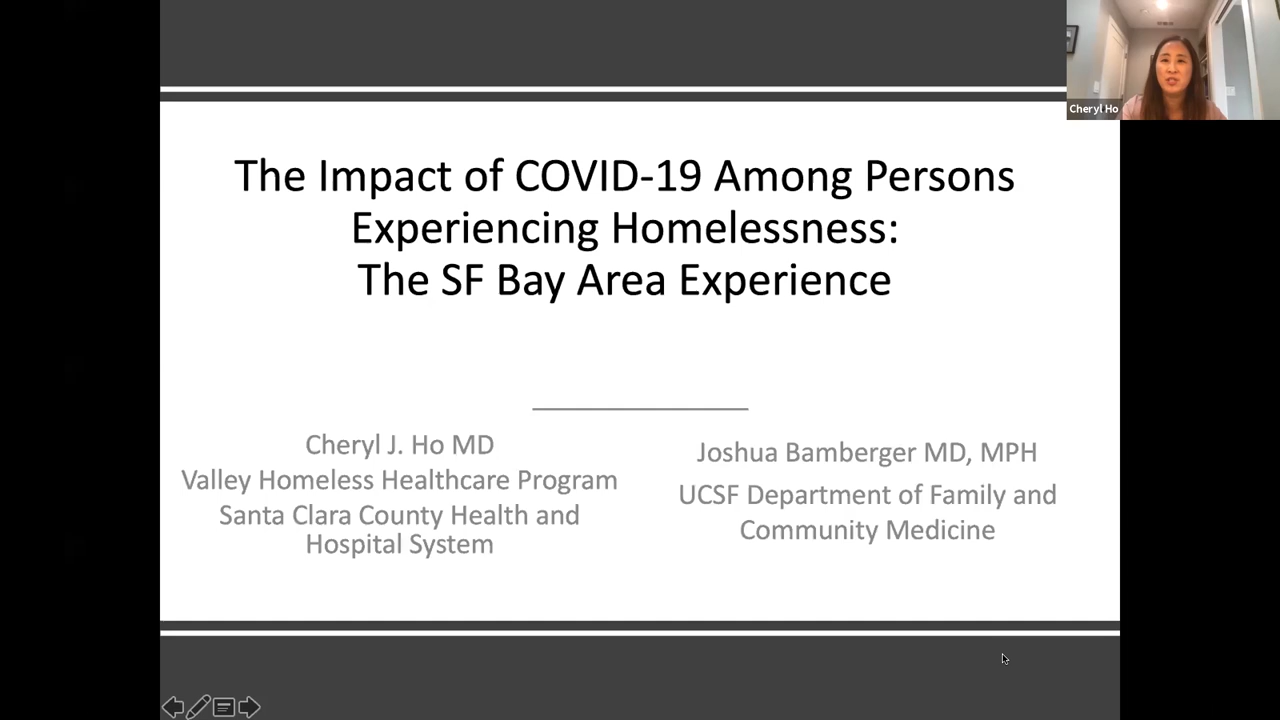 Cheryl Ho
The Impact of COVID-19 Among Persons
Experiencing Homelessness:
The SF Bay Area Experience
Cheryl J. Ho MD
Valley Homeless Healthcare Program
Santa Clara County Health and
Hospital System
Joshua Bamberger MD, MPH
UCSF Department of Family and
Community Medicine